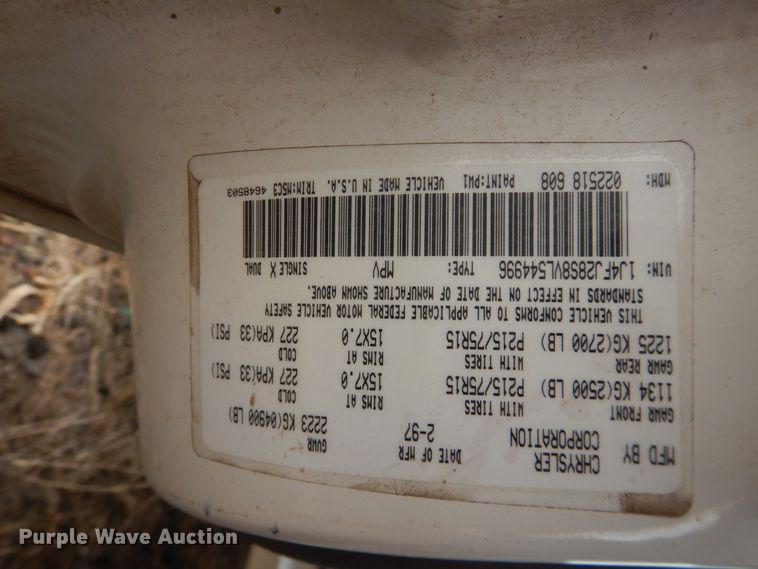 MFD BY CHRYSLER CORPORATION
DATE OF MFR 2-97
GVWR 2223 KG(04900 LB)
GAWR FRONT WITH TIRES RIMS AT COLD
1134 KG(2500 LB) P215/75R15 15X7.0 227 KPA(33 PSI)
GAWR REAR WITH TIRES RIMS AT COLD
1225 KG(2700 LB) P215/75R15 15X7.0 227 KPA(33 PSI)
THIS VEHICLE CONFORMS TO ALL APPLICABLE FEDERAL MOTOR VEHICLE SAFETY
STANDARDS IN EFFECT ON THE DATE OF MANUFACTURE SHOWN ABOVE.
VIN: 1J4FJ28S8VL544996 TYPE: MPV SINGLE X DUAL
MDH: 022518 608 PAINT:PW1 VEHICLE MADE IN U.S.A. TRIM:M5C3 4648503
Purple Wave Auction